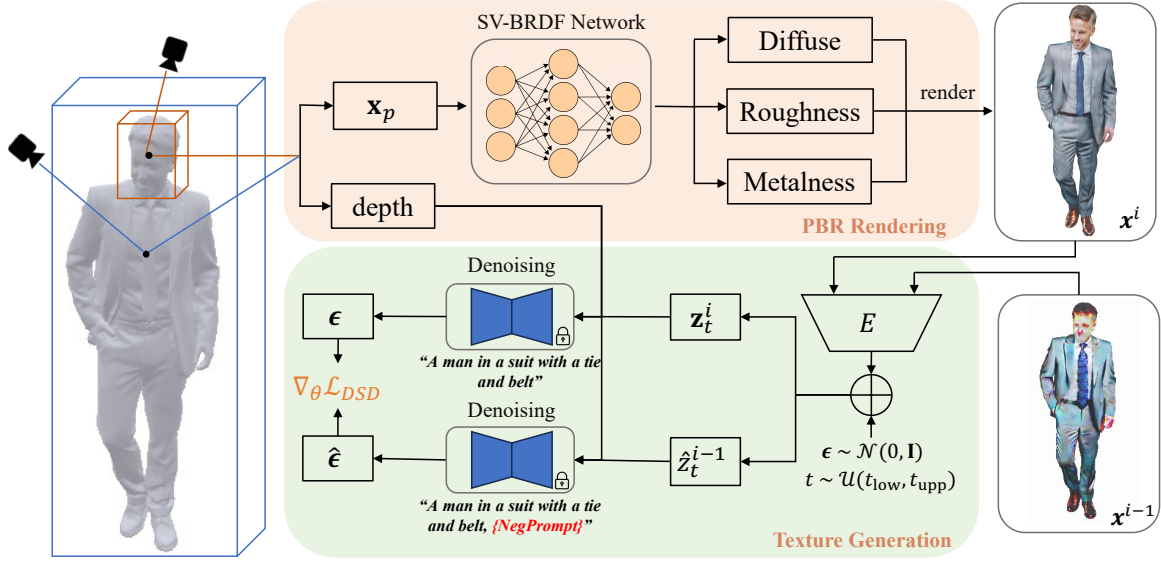 SV-BRDF Network
x_p
depth
Diffuse
Roughness
Metalness
render
PBR Rendering
x^i
Denoising
ϵ
z_t^i
E
"A man in a suit with a tie
and belt"
∇_θ ℒ_DSD
Denoising
ϵ̂
ẑ_t^{i−1}
ϵ ~ 𝒩(0, I)
t ~ 𝒰(t_low, t_upp)
"A man in a suit with a tie
and belt, {NegPrompt}"
x^{i−1}
Texture Generation